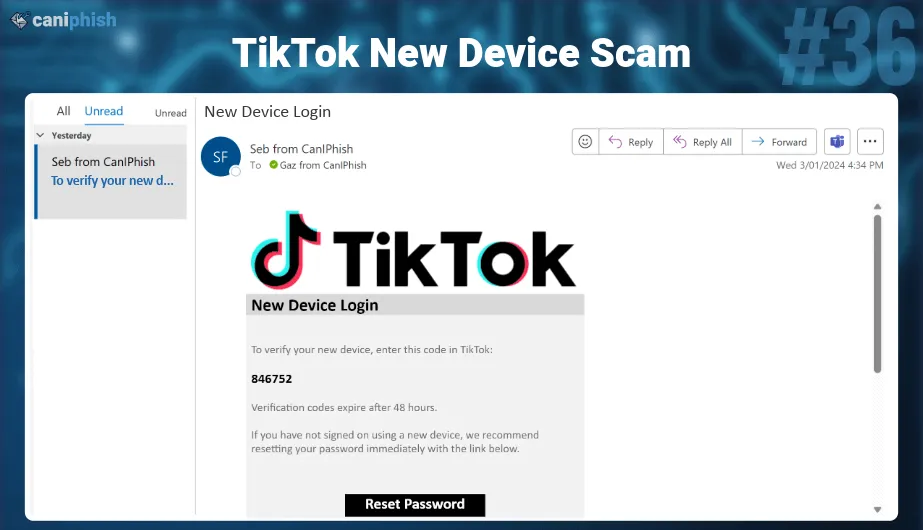 caniphish
#36
TikTok New Device Scam
All Unread Unread
Yesterday
Seb from CanIPhish
To verify your new d...
New Device Login
SF
Seb from CanIPhish
To Gaz from CanIPhish
Reply Reply All Forward
Wed 3/01/2024 4:34 PM
TikTok
New Device Login
To verify your new device, enter this code in TikTok:
846752
Verification codes expire after 48 hours.
If you have not signed on using a new device, we recommend
resetting your password immediately with the link below.
Reset Password